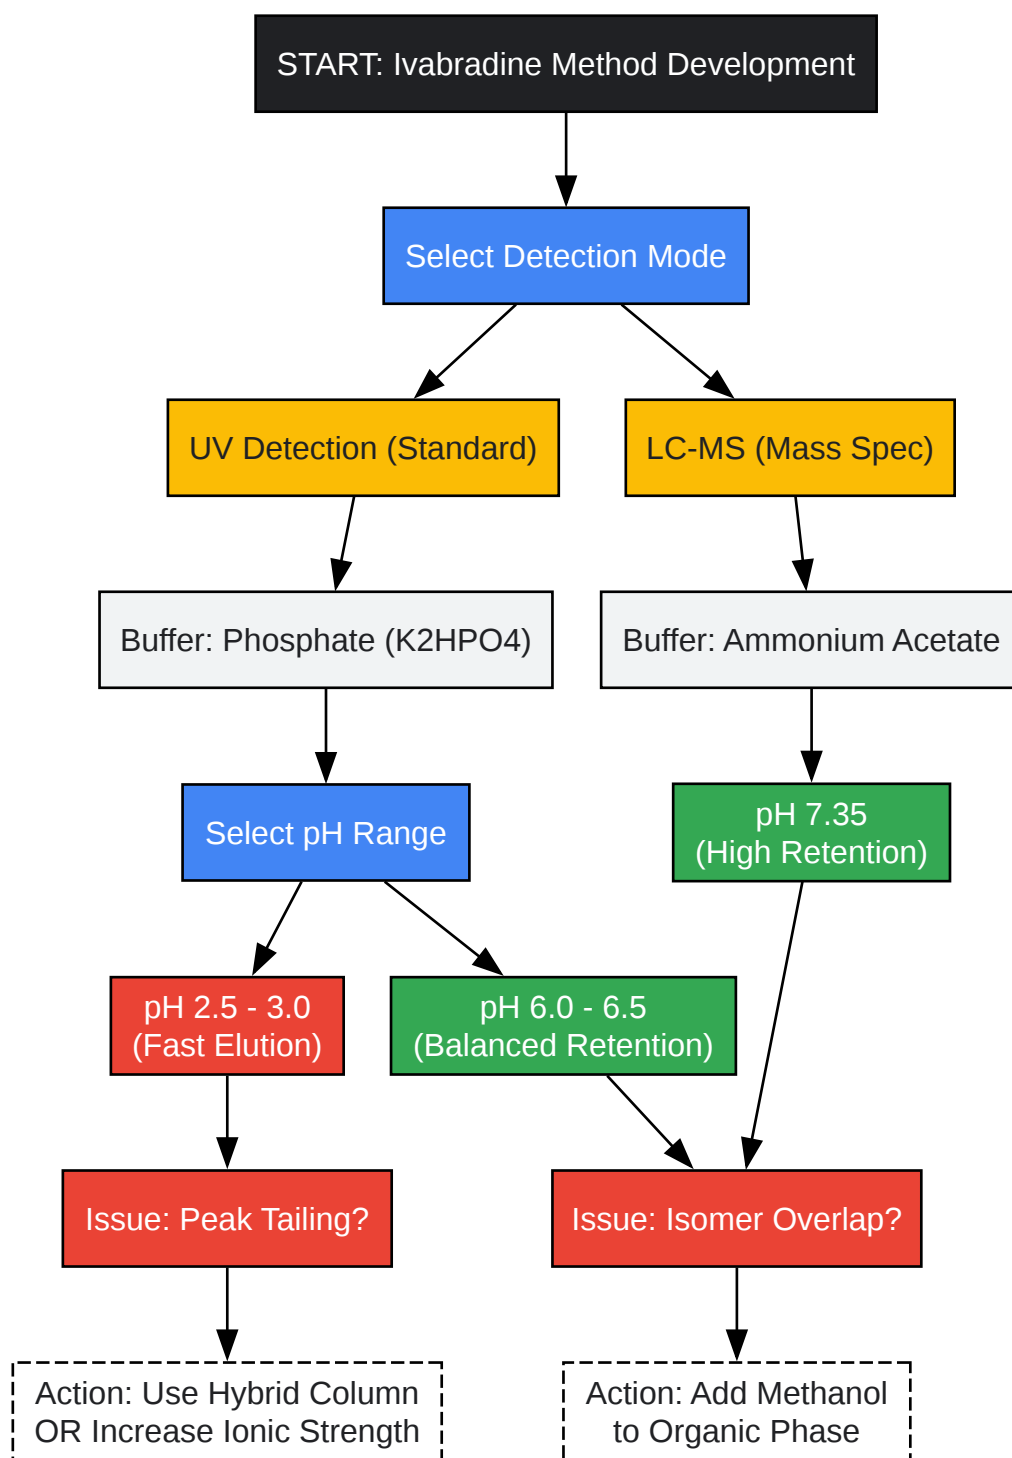 START: Ivabradine Method Development
Select Detection Mode
UV Detection (Standard)
LC-MS (Mass Spec)
Buffer: Phosphate (K2HPO4)
Buffer: Ammonium Acetate
Select pH Range
pH 7.35
(High Retention)
pH 2.5 - 3.0
(Fast Elution)
pH 6.0 - 6.5
(Balanced Retention)
Issue: Peak Tailing?
Issue: Isomer Overlap?
Action: Use Hybrid Column
OR Increase Ionic Strength
Action: Add Methanol
to Organic Phase